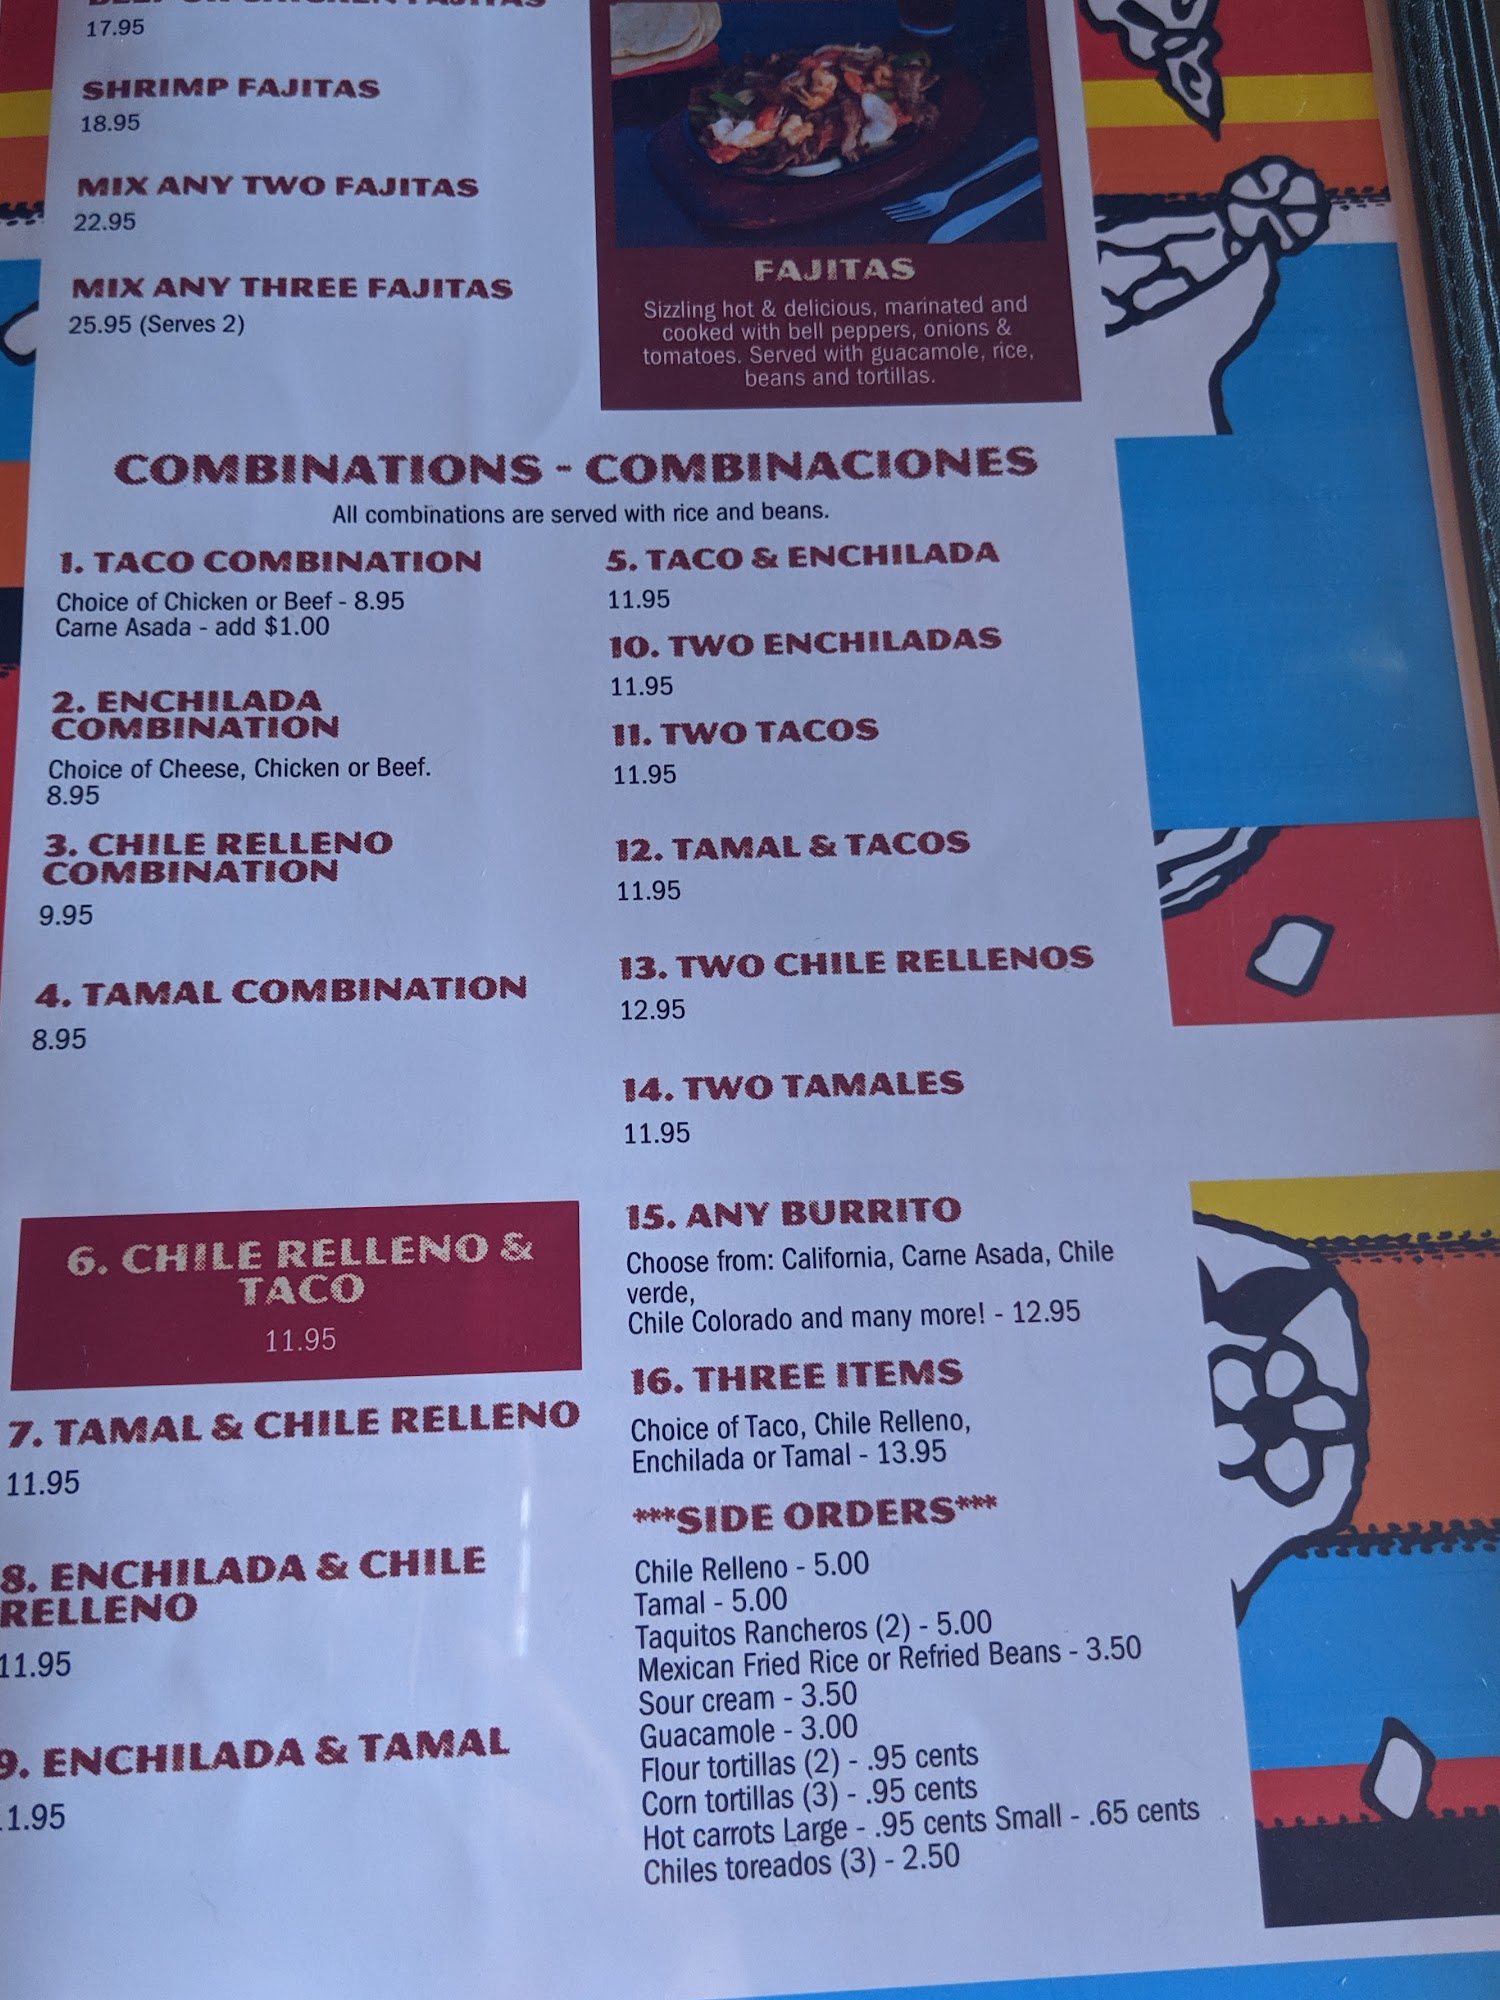 BEEF OR CHICKEN FAJITAS
17.95
SHRIMP FAJITAS
18.95
MIX ANY TWO FAJITAS
22.95
MIX ANY THREE FAJITAS
25.95 (Serves 2)
FAJITAS
Sizzling hot & delicious, marinated and
cooked with bell peppers, onions &
tomatoes. Served with guacamole, rice,
beans and tortillas.
COMBINATIONS - COMBINACIONES
All combinations are served with rice and beans.
1. TACO COMBINATION
Choice of Chicken or Beef - 8.95
Carne Asada - add $1.00
2. ENCHILADA
COMBINATION
Choice of Cheese, Chicken or Beef.
8.95
3. CHILE RELLENO
COMBINATION
9.95
4. TAMAL COMBINATION
8.95
6. CHILE RELLENO &
TACO
11.95
7. TAMAL & CHILE RELLENO
11.95
8. ENCHILADA & CHILE
RELLENO
11.95
9. ENCHILADA & TAMAL
1.95
5. TACO & ENCHILADA
11.95
10. TWO ENCHILADAS
11.95
11. TWO TACOS
11.95
12. TAMAL & TACOS
11.95
13. TWO CHILE RELLENOS
12.95
14. TWO TAMALES
11.95
15. ANY BURRITO
Choose from: California, Carne Asada, Chile
verde,
Chile Colorado and many more! - 12.95
16. THREE ITEMS
Choice of Taco, Chile Relleno,
Enchilada or Tamal - 13.95
***SIDE ORDERS***
Chile Relleno - 5.00
Tamal - 5.00
Taquitos Rancheros (2) - 5.00
Mexican Fried Rice or Refried Beans - 3.50
Sour cream - 3.50
Guacamole - 3.00
Flour tortillas (2) - .95 cents
Corn tortillas (3) - .95 cents
Hot carrots Large - .95 cents Small - .65 cents
Chiles toreados (3) - 2.50